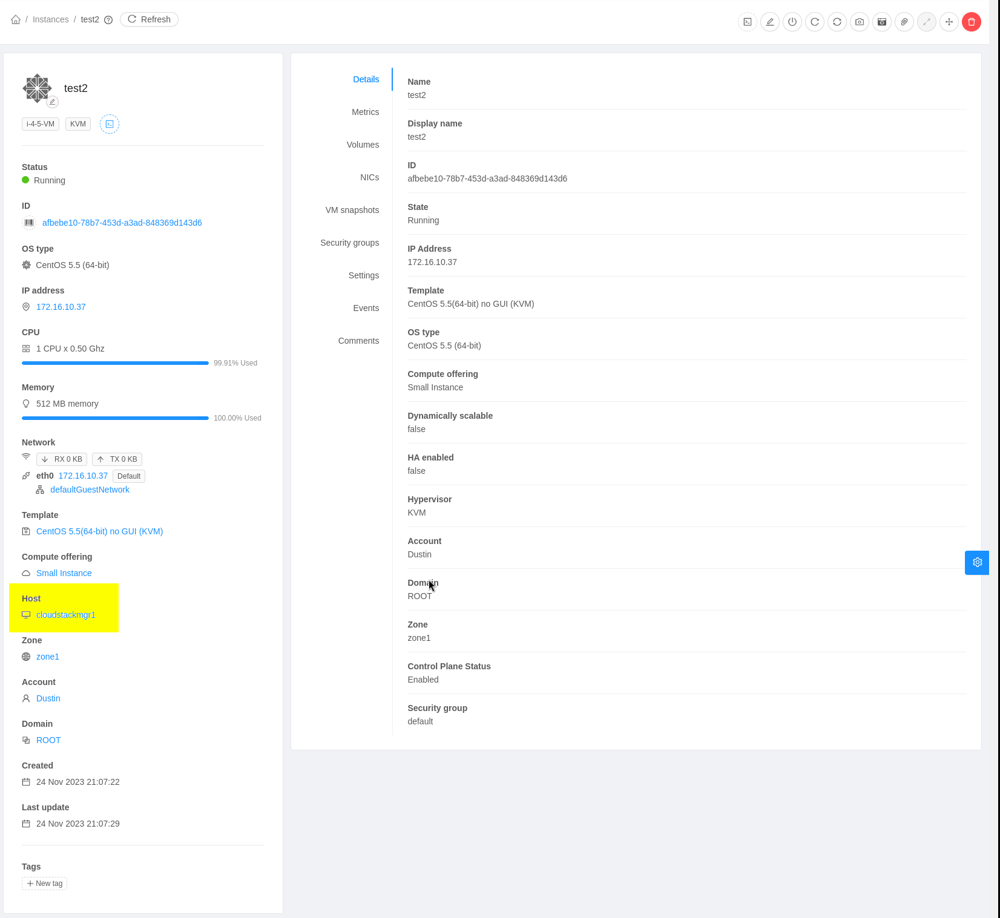 / Instances / test2 Refresh
test2
i-4-5-VM KVM
Status
Running
ID
afbebe10-78b7-453d-a3ad-848369d143d6
OS type
CentOS 5.5 (64-bit)
IP address
172.16.10.37
CPU
1 CPU x 0.50 Ghz
99.91% Used
Memory
512 MB memory
100.00% Used
Network
RX 0 KB TX 0 KB
eth0 172.16.10.37 Default
defaultGuestNetwork
Template
CentOS 5.5(64-bit) no GUI (KVM)
Compute offering
Small Instance
Host
cloudstackmgr1
Zone
zone1
Account
Dustin
Domain
ROOT
Created
24 Nov 2023 21:07:22
Last update
24 Nov 2023 21:07:29
Tags
+ New tag
Details
Metrics
Volumes
NICs
VM snapshots
Security groups
Settings
Events
Comments
Name
test2
Display name
test2
ID
afbebe10-78b7-453d-a3ad-848369d143d6
State
Running
IP Address
172.16.10.37
Template
CentOS 5.5(64-bit) no GUI (KVM)
OS type
CentOS 5.5 (64-bit)
Compute offering
Small Instance
Dynamically scalable
false
HA enabled
false
Hypervisor
KVM
Account
Dustin
Domain
ROOT
Zone
zone1
Control Plane Status
Enabled
Security group
default